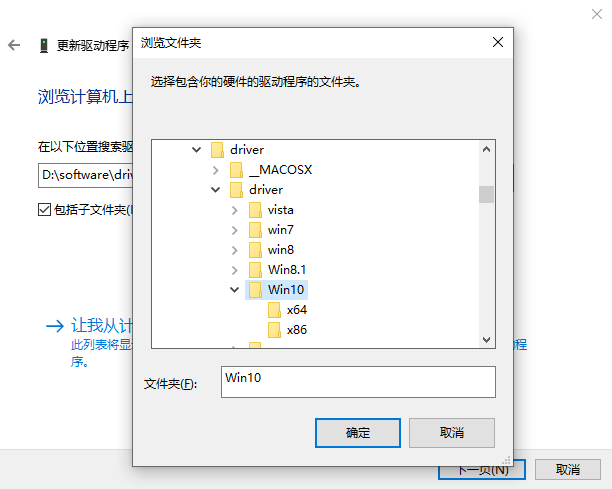 更新驱动程序
浏览文件夹
选择包含你的硬件的驱动程序的文件夹。
浏览计算机上
在以下位置搜索驱
D:\software\driv
包括子文件夹(
driver
__MACOSX
driver
vista
win7
win8
Win8.1
Win10
x64
x86
让我从计
此列表将显
程
序。
文件夹(F):
Win10
确定
取消
下一页(N)
取消